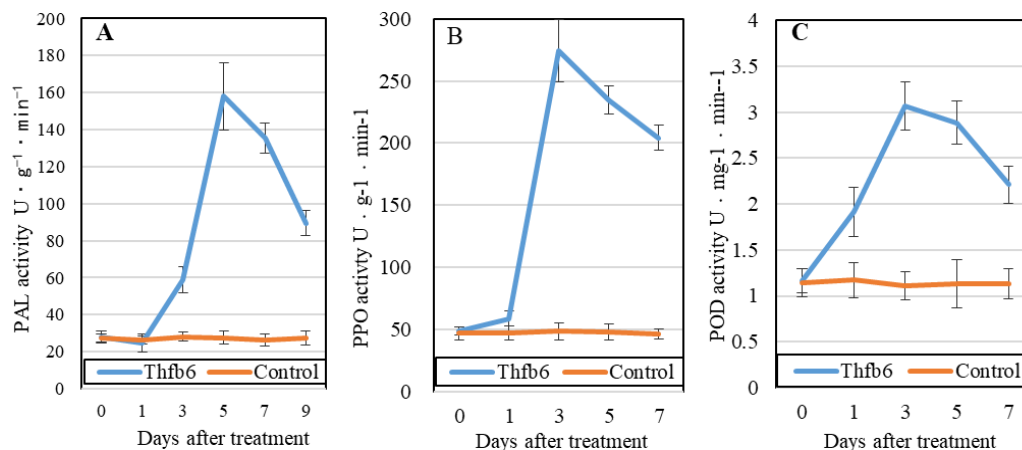 A
PAL activity U · g⁻¹ · min⁻¹
200
180
160
140
120
100
80
60
40
20
0
Thfb6 Control
0 1 3 5 7 9
Days after treatment
B
PPO activity U · g-1 · min-1
300
250
200
150
100
50
0
Thfb6 Control
0 1 3 5 7
Days after treatment
C
POD activity U · mg-1 · min--1
4
3.5
3
2.5
2
1.5
1
0.5
0
Thfb6 Control
0 1 3 5 7
Days after treatment